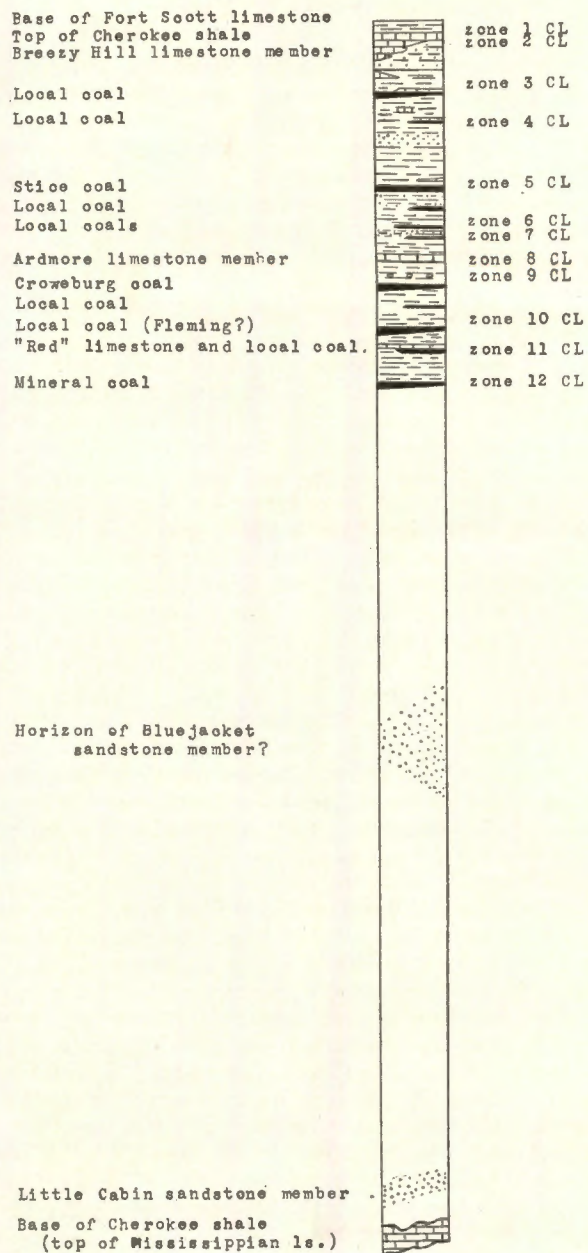 Base of Fort Scott limestone
Top of Cherokee shale
zone 1 CL
zone 2 CL
Breezy Hill limestone member
zone 3 CL
Local coal
Local coal
zone 4 CL
Stice coal
zone 5 CL
Local coal
Local coals
zone 6 CL
zone 7 CL
Ardmore limestone member
zone 8 CL
zone 9 CL
Croweburg coal
Local coal
Local coal (Fleming?)
zone 10 CL
"Red" limestone and local coal.
zone 11 CL
Mineral coal
zone 12 CL
Horizon of Bluejacket
sandstone member?
Little Cabin sandstone member .
Base of Cherokee shale
(top of Mississippian ls.)